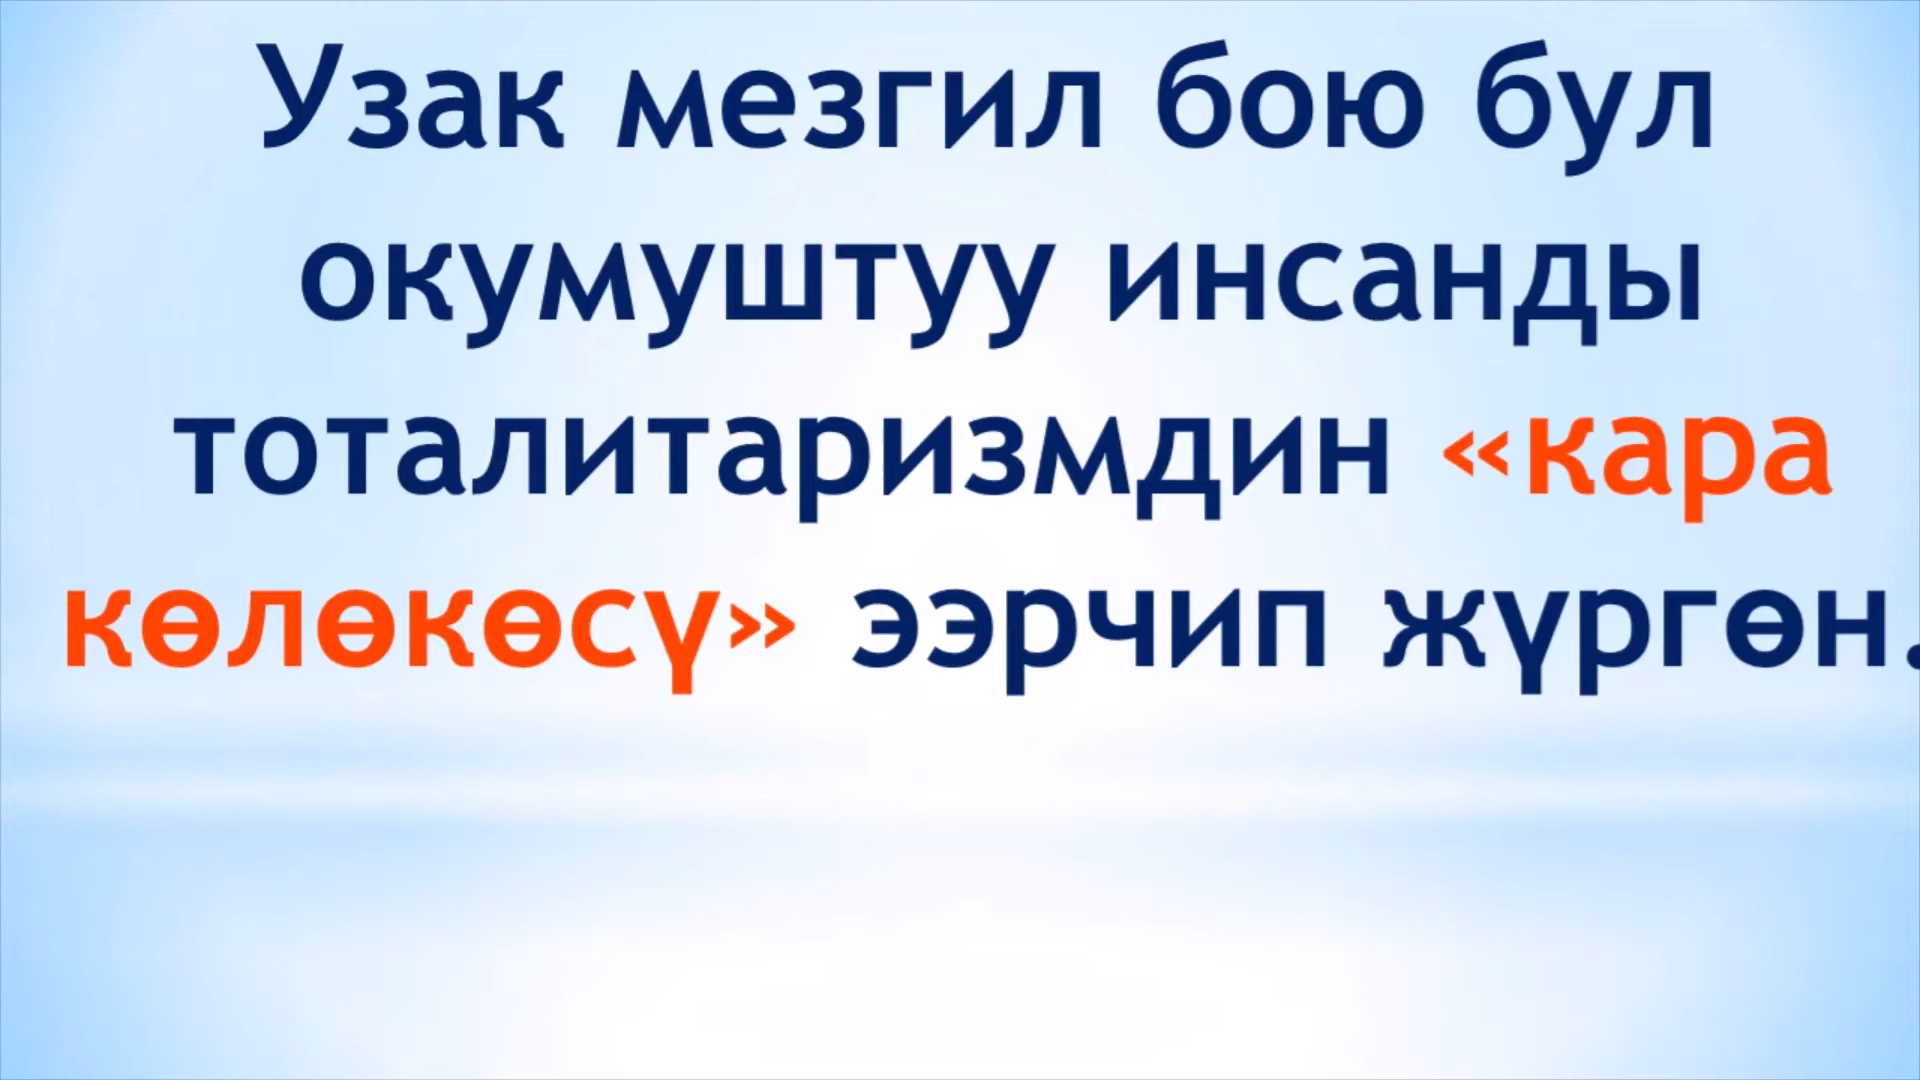 Узак мезгил бою бул
окумуштуу инсанды
тоталитаризмдин «кара
көлөкөсү» ээрчип жүргөн.